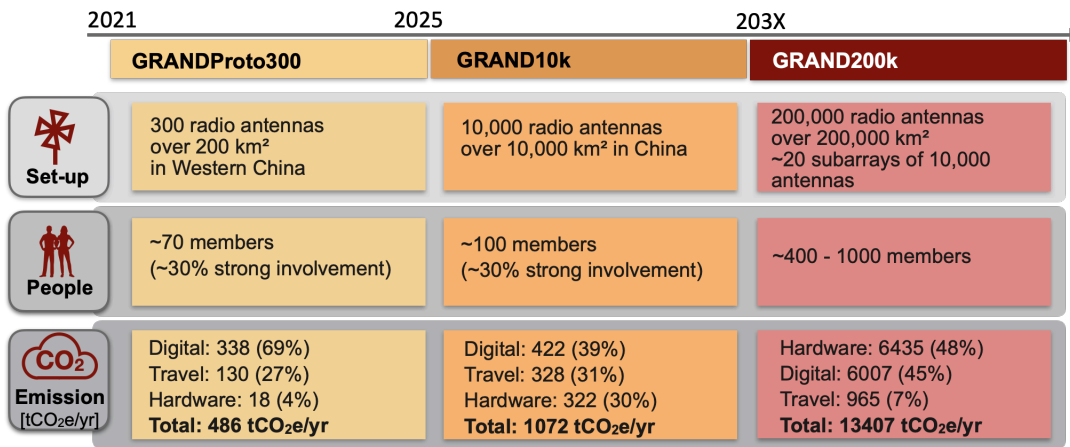 2021 2025 203X
GRANDProto300 GRAND10k GRAND200k
Set-up
300 radio antennas
over 200 km²
in Western China
10,000 radio antennas
over 10,000 km² in China
200,000 radio antennas
over 200,000 km²
~20 subarrays of 10,000
antennas
People
~70 members
(~30% strong involvement)
~100 members
(~30% strong involvement)
~400 - 1000 members
CO₂
Emission
[tCO₂e/yr]
Digital: 338 (69%)
Travel: 130 (27%)
Hardware: 18 (4%)
Total: 486 tCO₂e/yr
Digital: 422 (39%)
Travel: 328 (31%)
Hardware: 322 (30%)
Total: 1072 tCO₂e/yr
Hardware: 6435 (48%)
Digital: 6007 (45%)
Travel: 965 (7%)
Total: 13407 tCO₂e/yr